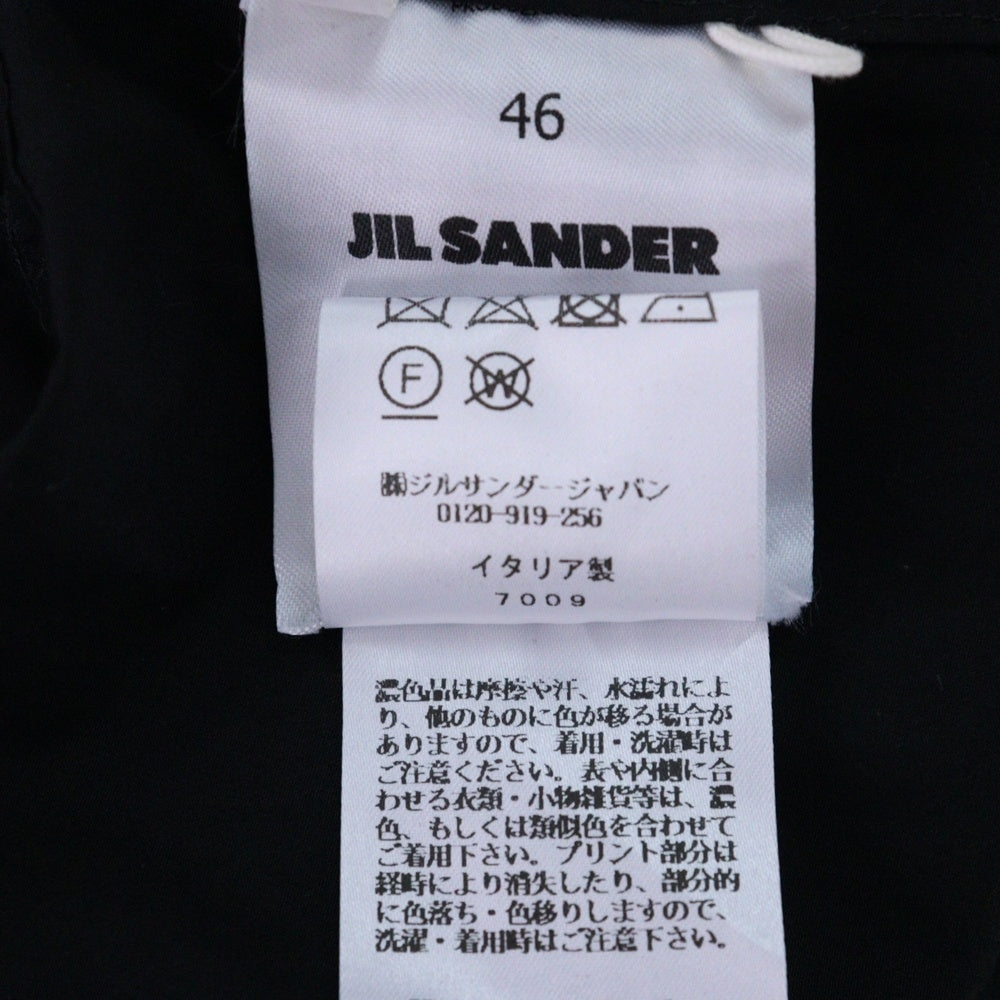 46
JIL SANDER
F
W
㈱ジルサンダージャパン
0120-919-256
イタリア製
7009
濃色品は摩擦や汗、水濡れによ
り、他のものに色が移る場合が
ありますので、着用・洗濯時は
ご注意ください。表や内側に合
わせる衣類・小物雑貨等は、濃
色、もしくは類似色を合わせて
ご着用下さい。プリント部分は
経時により消失したり、部分的
に色落ち・色移りしますので、
洗濯・着用時はご注意下さい。